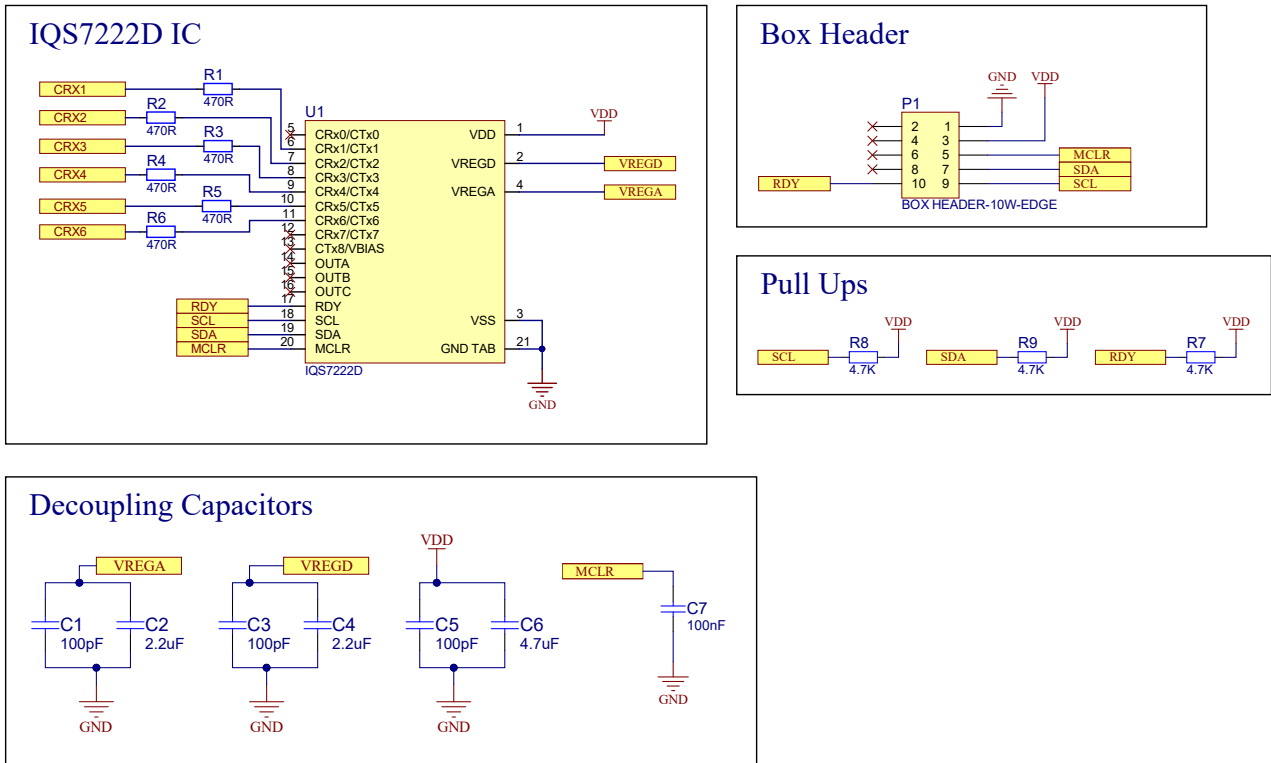 IQS7222D IC
CRX1
R1
470R
CRX2
R2
470R
CRX3
R3
470R
CRX4
R4
470R
CRX5
R5
470R
CRX6
R6
470R
U1
5 CRx0/CTx0
6 CRx1/CTx1
7 CRx2/CTx2
8 CRx3/CTx3
9 CRx4/CTx4
10 CRx5/CTx5
11 CRx6/CTx6
12 CRx7/CTx7
13 CTx8/VBIAS
14 OUTA
15 OUTB
16 OUTC
RDY 17 RDY
SCL 18 SCL
SDA 19 SDA
MCLR 20 MCLR
VDD 1 VDD
VREGD 2 VREGD
VREGA 4 VREGA
VSS 3
GND TAB 21
GND
IQS7222D
Box Header
GND VDD
P1
2 1
4 3
6 5 MCLR
8 7 SDA
RDY 10 9 SCL
BOX HEADER-10W-EDGE
Pull Ups
SCL
R8
4.7K
VDD
SDA
R9
4.7K
VDD
RDY
R7
4.7K
VDD
Decoupling Capacitors
VREGA
C1
100pF
C2
2.2uF
GND
VREGD
C3
100pF
C4
2.2uF
GND
VDD
C5
100pF
C6
4.7uF
GND
MCLR
C7
100nF
GND